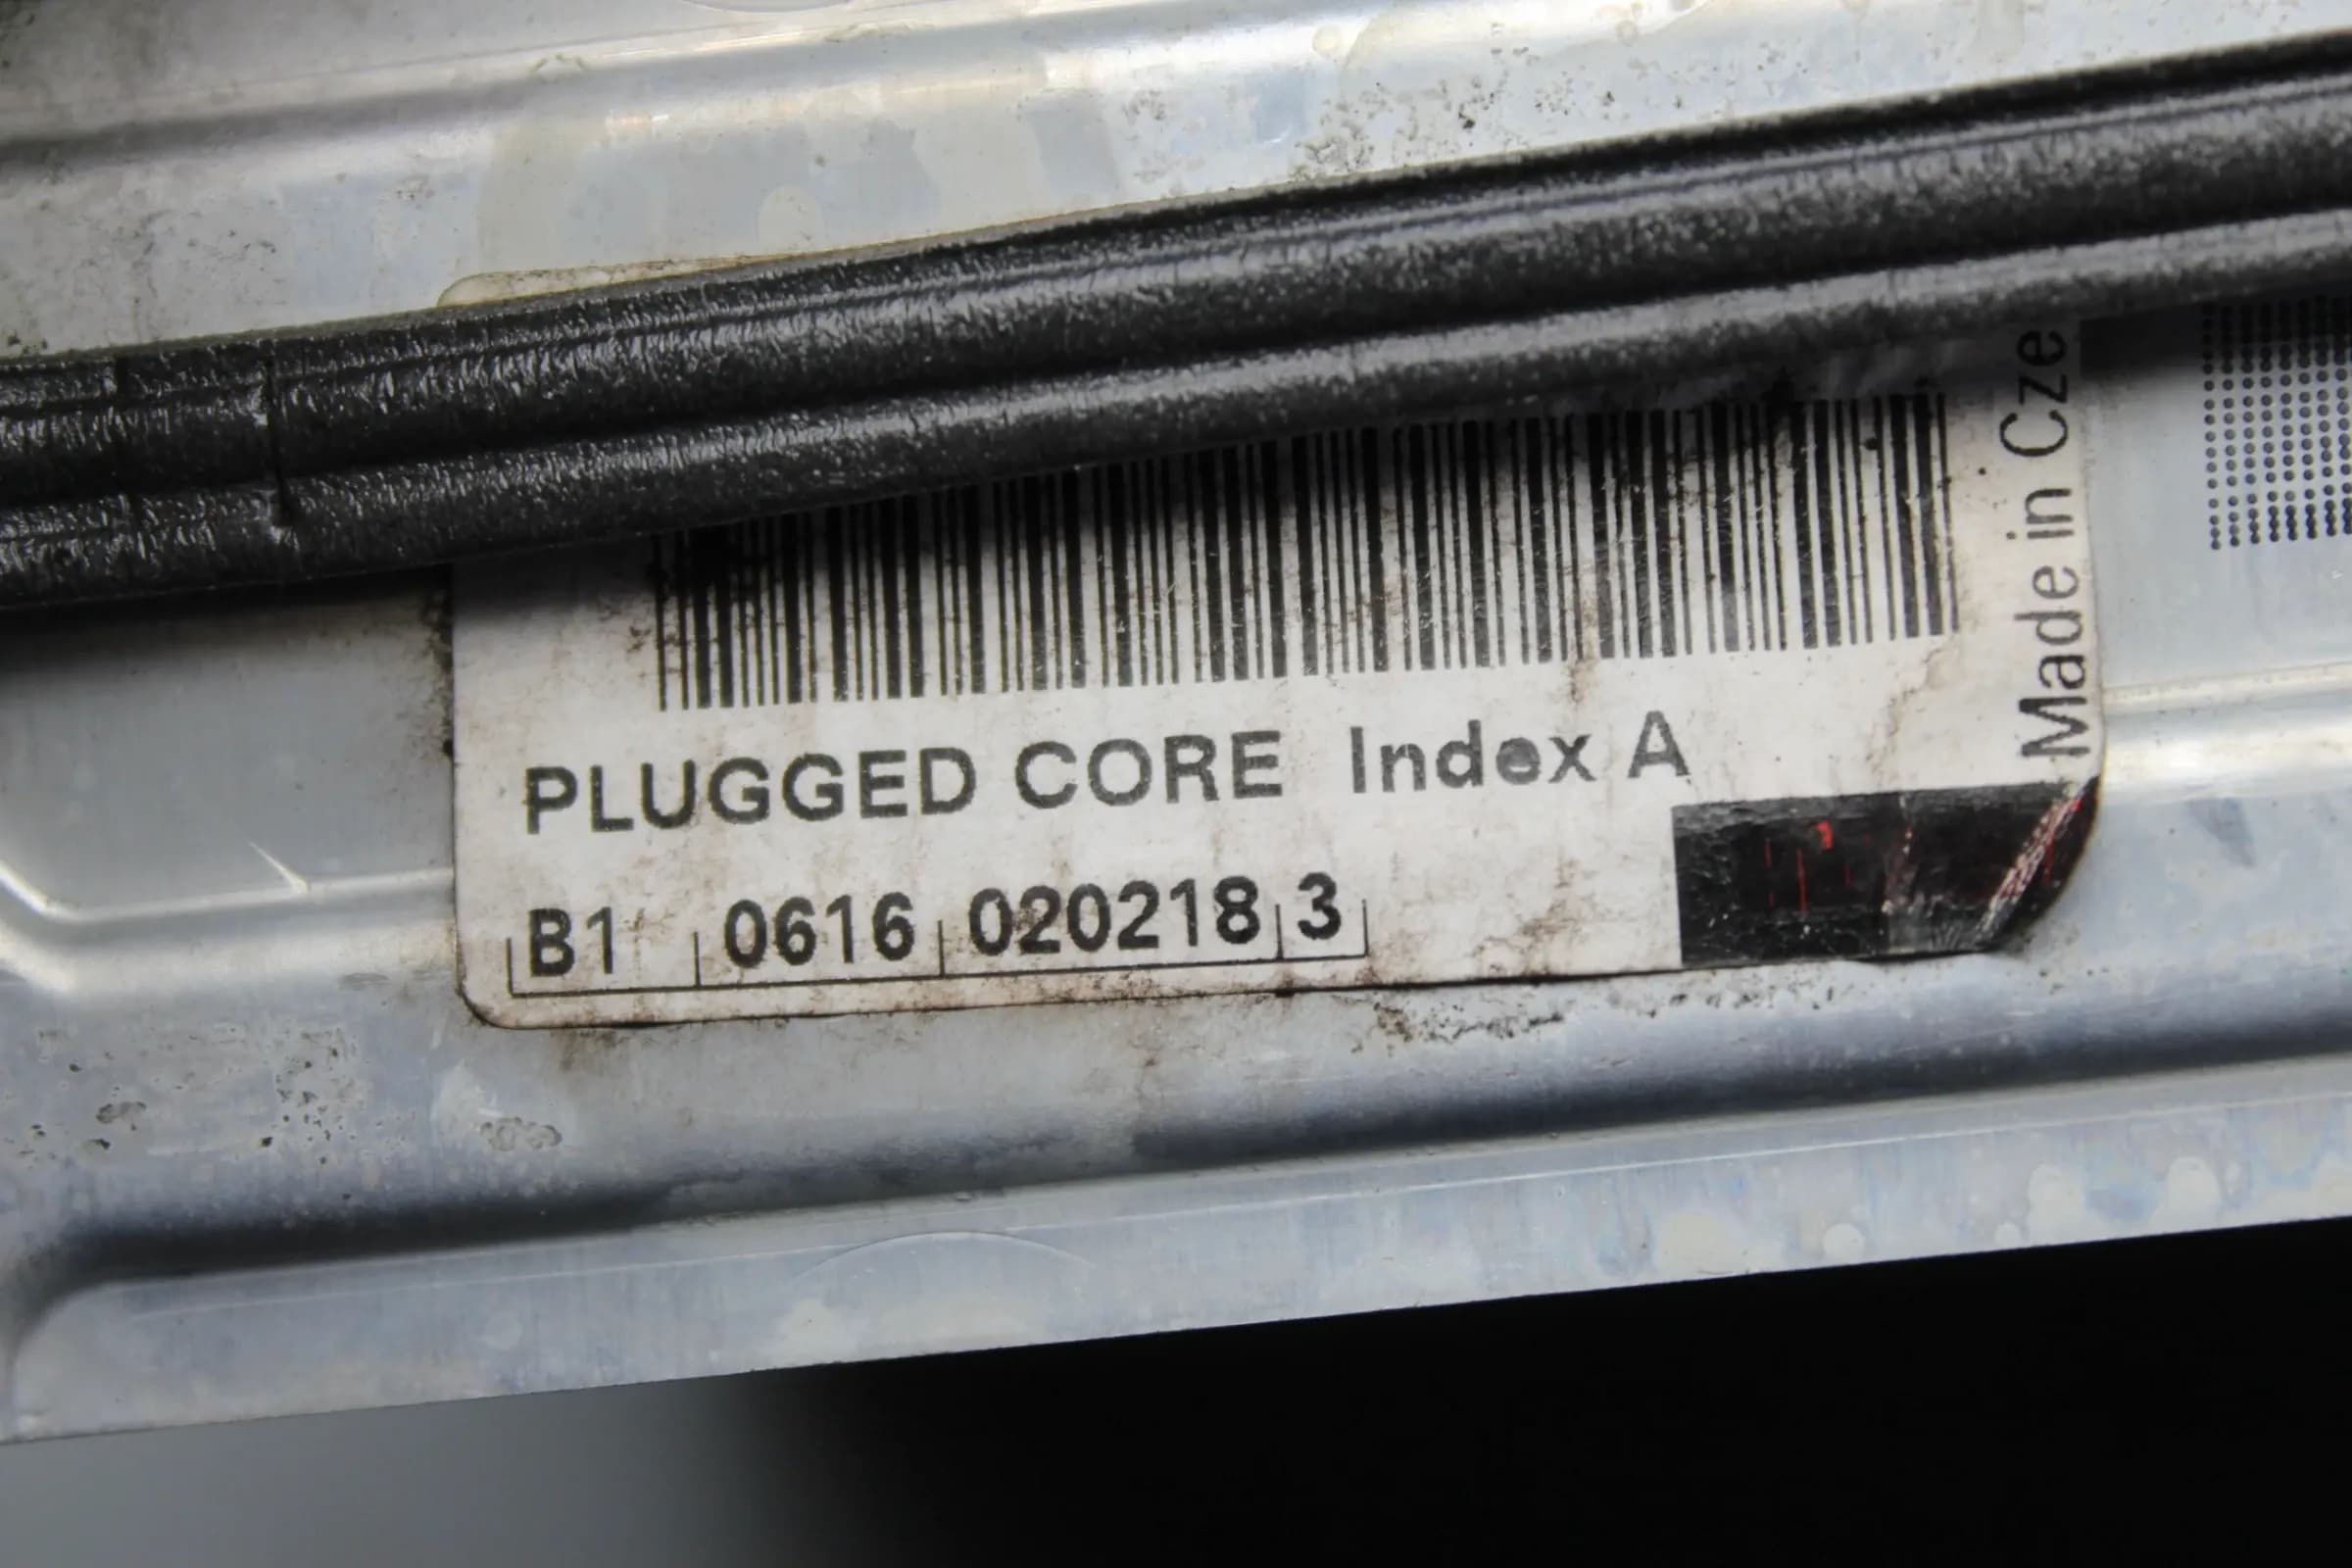 PLUGGED CORE Index A
B1 0616 020218 3
Made in Cze